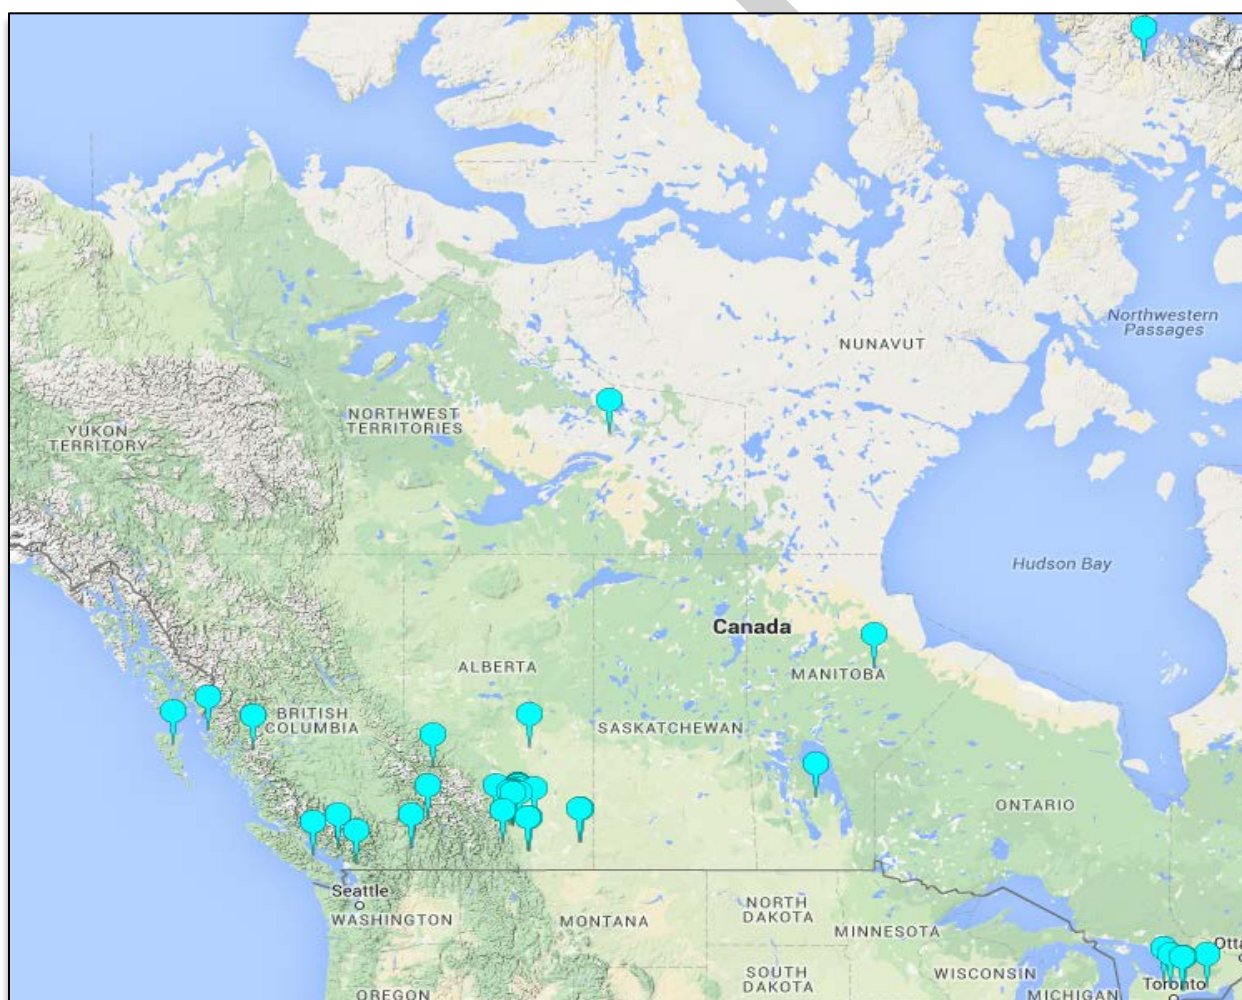 Northwestern
Passages
NUNAVUT
NORTHWEST
TERRITORIES
YUKON
TERRITORY
Hudson Bay
Canada
ALBERTA
MANITOBA
BRITISH
COLUMBIA
SASKATCHEWAN
ONTARIO
Seattle
WASHINGTON
MONTANA
NORTH
DAKOTA
MINNESOTA
Otta
SOUTH
DAKOTA
WISCONSIN
Toronto
OREGON
MICHIGAN